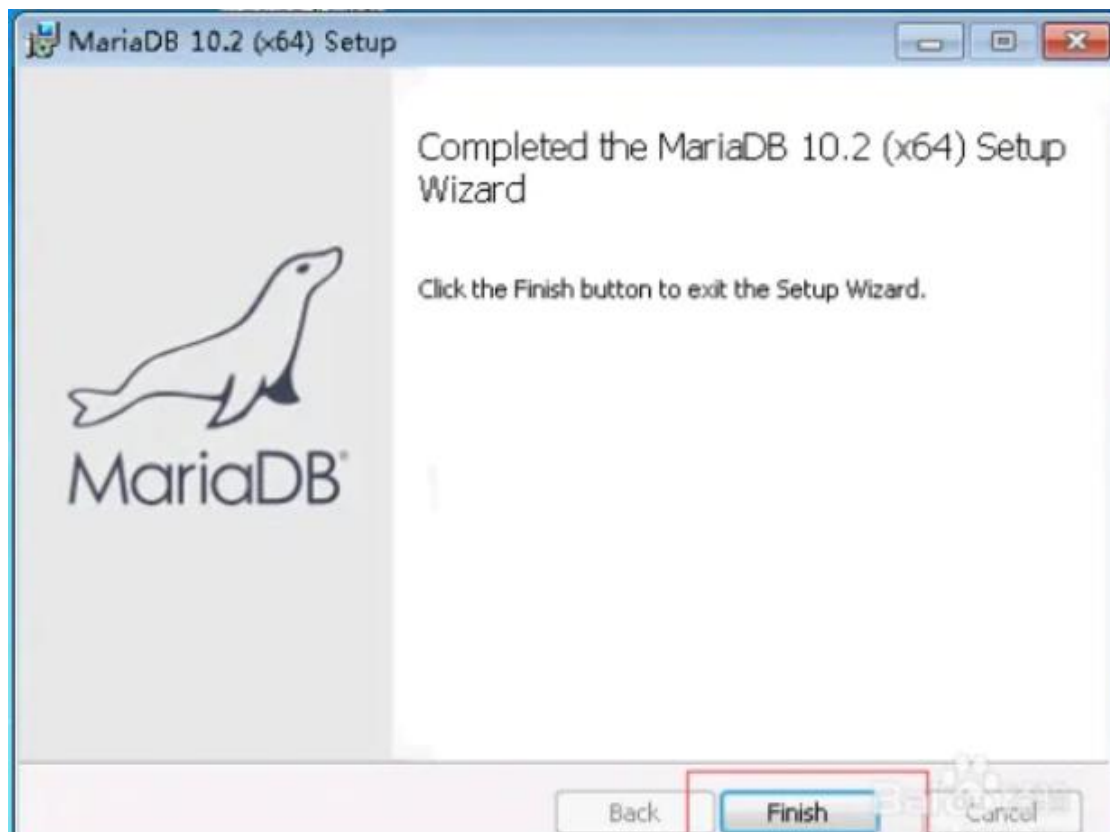 MariaDB 10.2 (x64) Setup
Completed the MariaDB 10.2 (x64) Setup
Wizard
Click the Finish button to exit the Setup Wizard.
MariaDB®
Back
Finish
Cancel